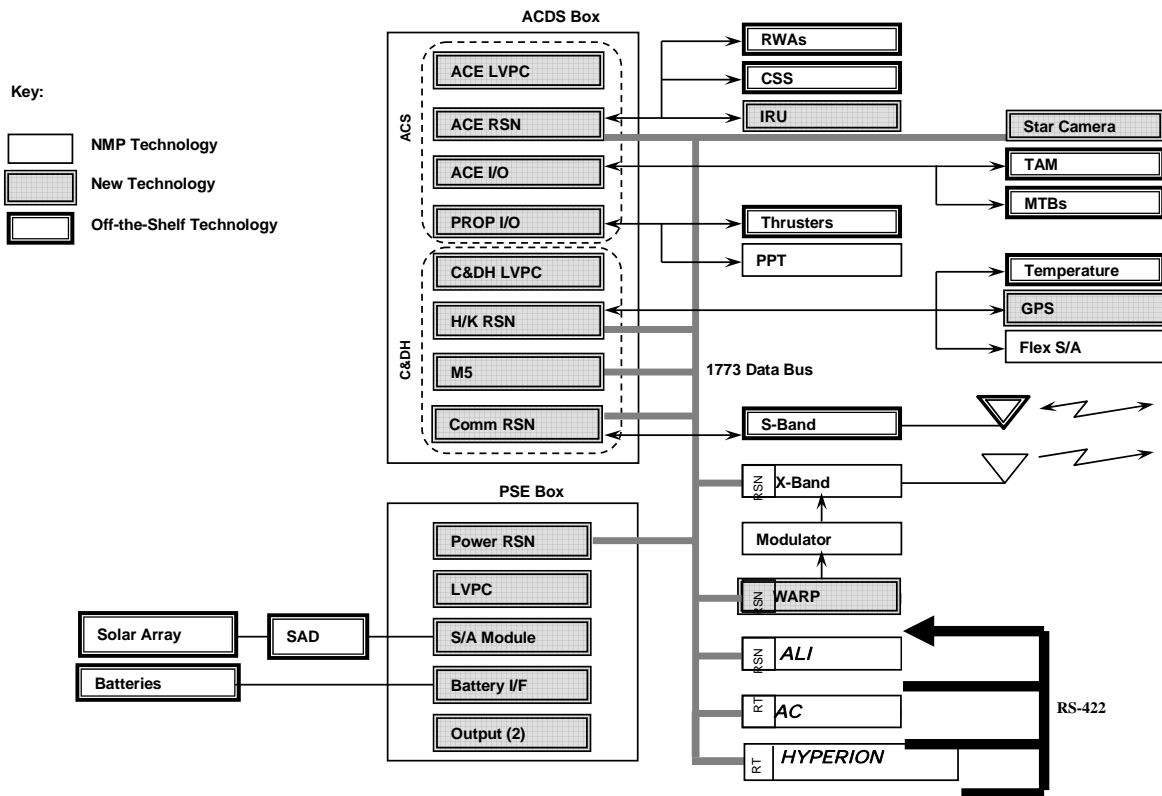 ACDS Box
Key:
NMP Technology
New Technology
Off-the-Shelf Technology
ACS
ACE LVPC
ACE RSN
ACE I/O
PROP I/O
C&DH
C&DH LVPC
H/K RSN
M5
Comm RSN
RWAs
CSS
IRU
Star Camera
TAM
MTBs
Thrusters
PPT
Temperature
GPS
Flex S/A
1773 Data Bus
S-Band
RSN
X-Band
Modulator
RSN
WARP
RSN
ALI
RT
AC
RT
HYPERION
RS-422
PSE Box
Power RSN
LVPC
S/A Module
Battery I/F
Output (2)
Solar Array
SAD
Batteries